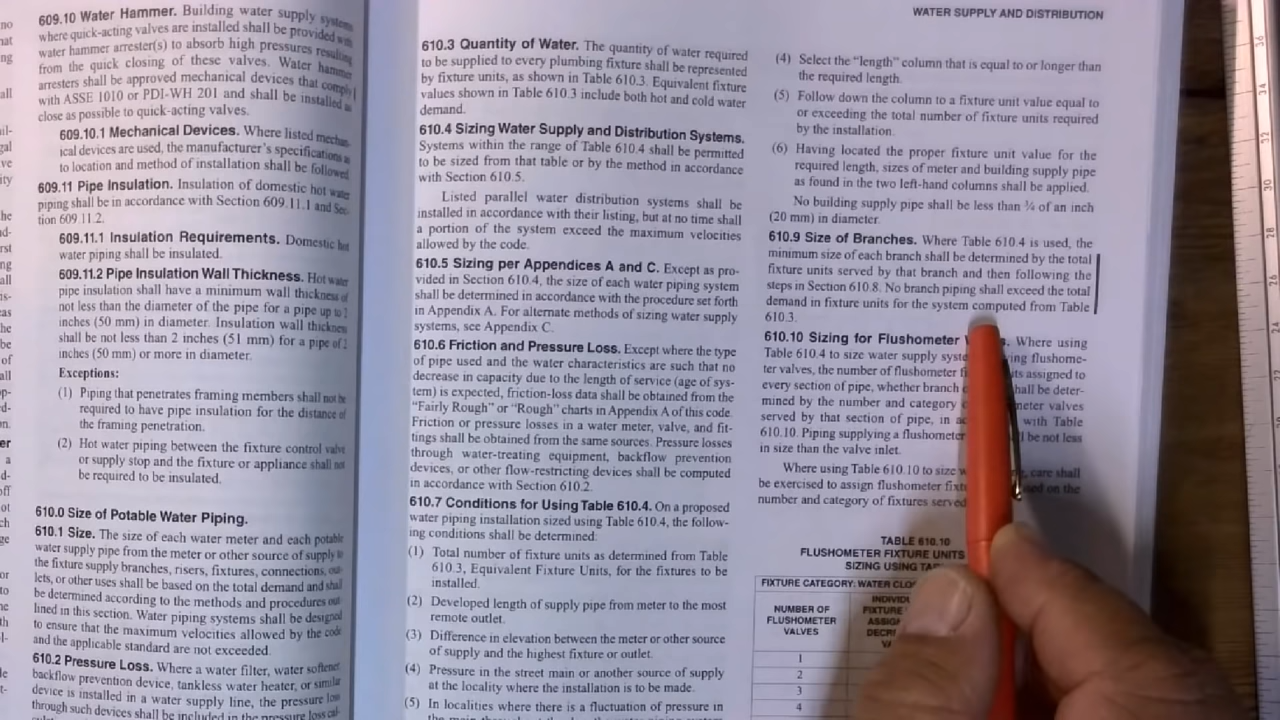 609.10 Water Hammer. Building water supply systems
where quick-acting valves are installed shall be provided with
water hammer arrester(s) to absorb high pressures resulting
from the quick closing of these valves. Water hammer
arresters shall be approved mechanical devices that comply
with ASSE 1010 or PDI-WH 201 and shall be installed as
close as possible to quick-acting valves.
609.10.1 Mechanical Devices. Where listed mechan-
ical devices are used, the manufacturer's specifications as
to location and method of installation shall be followed.
609.11 Pipe Insulation. Insulation of domestic hot water
piping shall be in accordance with Section 609.11.1 and Sec-
tion 609.11.2.
609.11.1 Insulation Requirements. Domestic hot
water piping shall be insulated.
609.11.2 Pipe Insulation Wall Thickness. Hot water
pipe insulation shall have a minimum wall thickness of
not less than the diameter of the pipe for a pipe up to 2
inches (50 mm) in diameter. Insulation wall thickness
shall be not less than 2 inches (51 mm) for a pipe of 2
inches (50 mm) or more in diameter.
Exceptions:
(1) Piping that penetrates framing members shall not be
required to have pipe insulation for the distance of
the framing penetration.
(2) Hot water piping between the fixture control valve
or supply stop and the fixture or appliance shall not
be required to be insulated.
610.0 Size of Potable Water Piping.
610.1 Size. The size of each water meter and each potable
water supply pipe from the meter or other source of supply to
the fixture supply branches, risers, fixtures, connections, out-
lets, or other uses shall be based on the total demand and shall
be determined according to the methods and procedures out-
lined in this section. Water piping systems shall be designed
to ensure that the maximum velocities allowed by the code
and the applicable standard are not exceeded.
610.2 Pressure Loss. Where a water filter, water softener,
backflow prevention device, tankless water heater, or similar
device is installed in a water supply line, the pressure loss
through such devices shall be included in the pressure loss cal-
WATER SUPPLY AND DISTRIBUTION
610.3 Quantity of Water. The quantity of water required
to be supplied to every plumbing fixture shall be represented
by fixture units, as shown in Table 610.3. Equivalent fixture
values shown in Table 610.3 include both hot and cold water
demand.
610.4 Sizing Water Supply and Distribution Systems.
Systems within the range of Table 610.4 shall be permitted
to be sized from that table or by the method in accordance
with Section 610.5.
Listed parallel water distribution systems shall be
installed in accordance with their listing, but at no time shall
a portion of the system exceed the maximum velocities
allowed by the code.
610.5 Sizing per Appendices A and C. Except as pro-
vided in Section 610.4, the size of each water piping system
shall be determined in accordance with the procedure set forth
in Appendix A. For alternate methods of sizing water supply
systems, see Appendix C.
610.6 Friction and Pressure Loss. Except where the type
of pipe used and the water characteristics are such that no
decrease in capacity due to the length of service (age of sys-
tem) is expected, friction-loss data shall be obtained from the
"Fairly Rough" or "Rough" charts in Appendix A of this code.
Friction or pressure losses in a water meter, valve, and fit-
tings shall be obtained from the same sources. Pressure losses
through water-treating equipment, backflow prevention
devices, or other flow-restricting devices shall be computed
in accordance with Section 610.2.
610.7 Conditions for Using Table 610.4. On a proposed
water piping installation sized using Table 610.4, the follow-
ing conditions shall be determined:
(1) Total number of fixture units as determined from Table
610.3, Equivalent Fixture Units, for the fixtures to be
installed.
(2) Developed length of supply pipe from meter to the most
remote outlet.
(3) Difference in elevation between the meter or other source
of supply and the highest fixture or outlet.
(4) Pressure in the street main or another source of supply
at the locality where the installation is to be made.
(5) In localities where there is a fluctuation of pressure in
(4) Select the "length" column that is equal to or longer than
the required length.
(5) Follow down the column to a fixture unit value equal to
or exceeding the total number of fixture units required
by the installation.
(6) Having located the proper fixture unit value for the
required length, sizes of meter and building supply pipe
as found in the two left-hand columns shall be applied.
No building supply pipe shall be less than ¾ of an inch
(20 mm) in diameter.
610.9 Size of Branches. Where Table 610.4 is used, the
minimum size of each branch shall be determined by the total
fixture units served by that branch and then following the
steps in Section 610.8. No branch piping shall exceed the total
demand in fixture units for the system computed from Table
610.3.
610.10 Sizing for Flushometer Where using
Table 610.4 to size water supply flushome-
ter valves, the number of flushometer assigned to
every section of pipe, whether branch shall be deter-
mined by the number and category valves
served by that section of pipe, in with Table
610.10. Piping supplying a flushometer be not less
in size than the valve inlet.
Where using Table 610.10 to size care shall
be exercised to assign flushometer on the
number and category of fixtures served
TABLE 610.10
FLUSHOMETER FIXTURE UNITS
SIZING USING
FIXTURE CATEGORY: WATER
NUMBER OF
FLUSHOMETER
VALVES
1
2
3
4